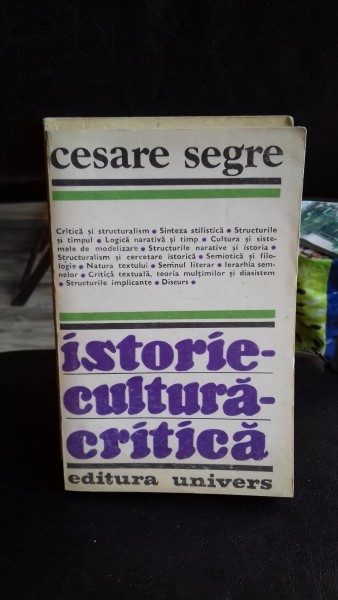 cesare segre
Critică și structuralism • Sinteza stilistică • Structurile
și timpul • Logică narativă și timp • Cultura și siste-
mele de modelizare • Structurile narative și istoria •
Structuralism și cercetare istorică • Semiotică și filo-
logie • Natura textului • Semnul literar • Ierarhia sem-
nelor • Critică textuală, teoria mulțimilor și diasistem
• Structurile implicante • Discurs •
istorie-
cultură-
critică
editura univers